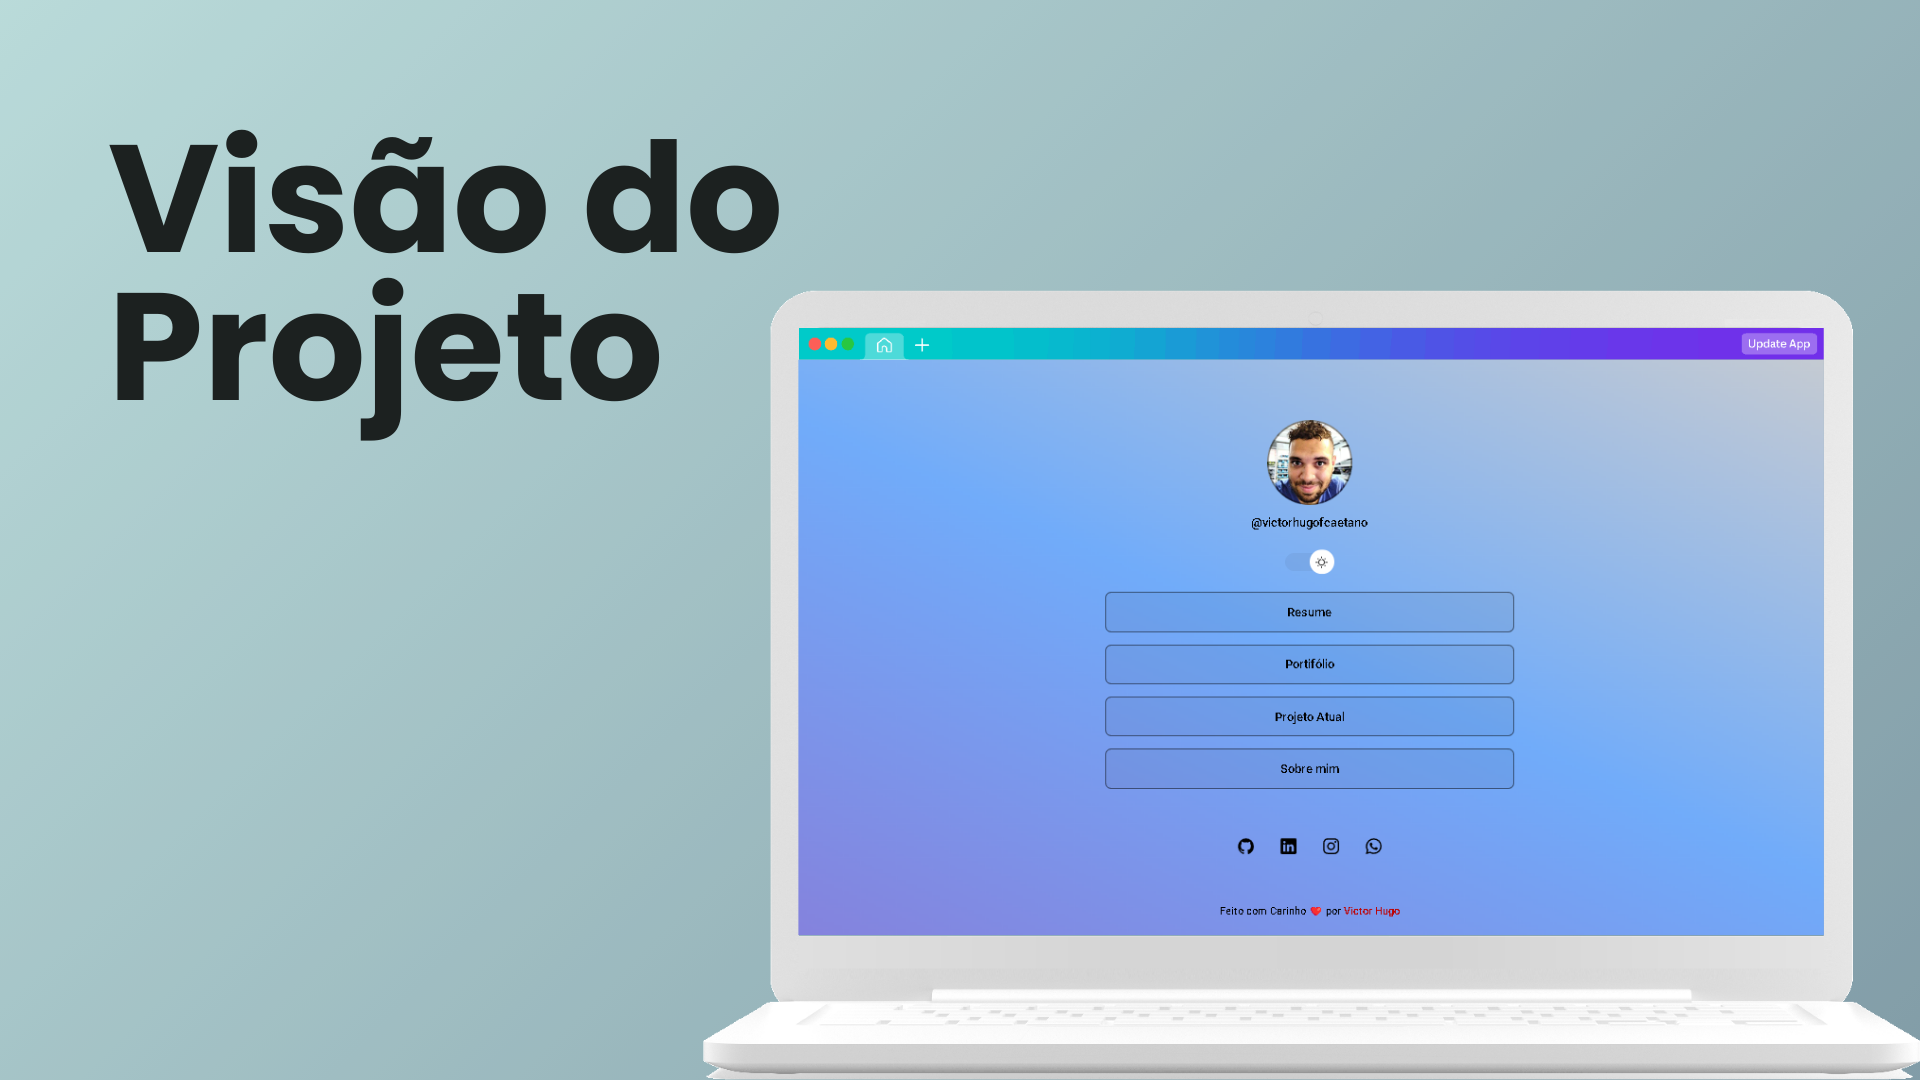 Visão do
Projeto
Update App
@victorhugofcaetano
Resume
Portifólio
Projeto Atual
Sobre mim
Feito com Carinho ❤ por Victor Hugo